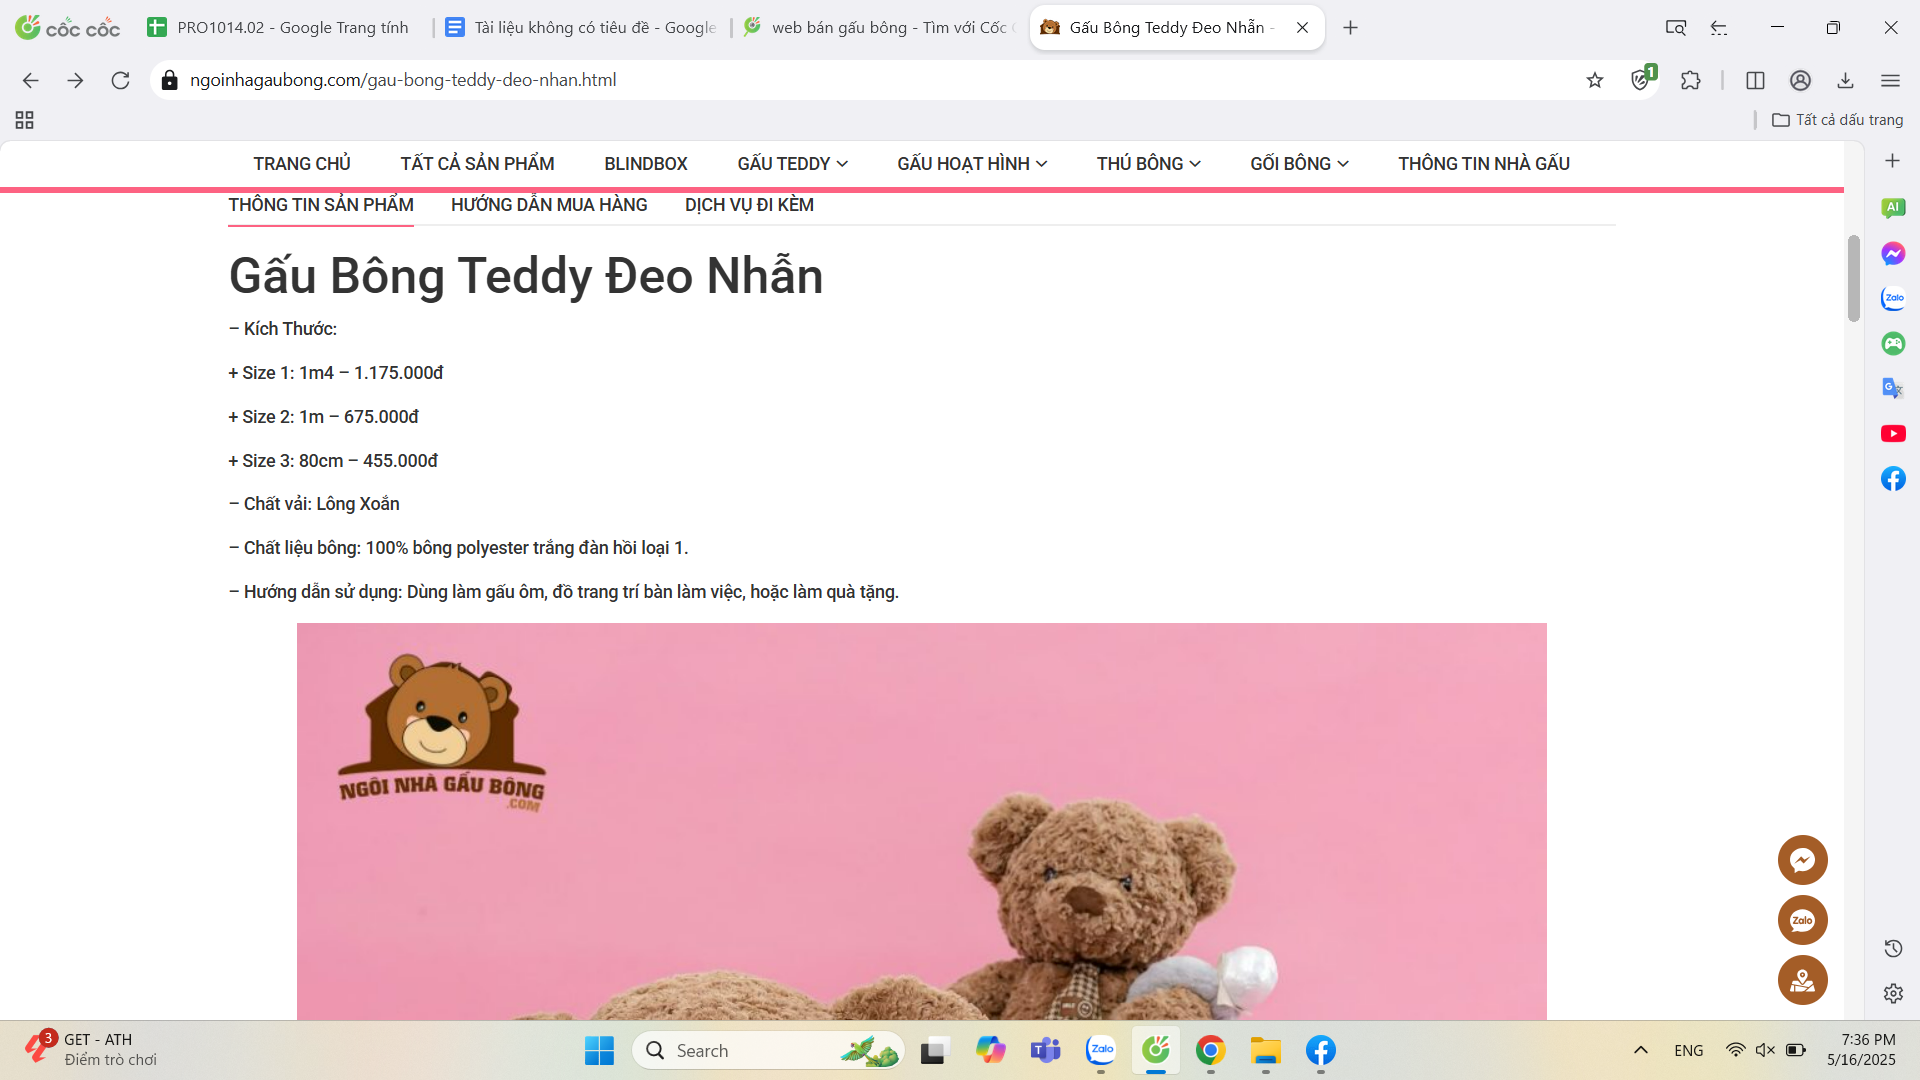 cốc cốc
PRO1014.02 - Google Trang tính
Tài liệu không có tiêu đề - Google
web bán gấu bông - Tìm với Cốc
Gấu Bông Teddy Đeo Nhẫn -
ngoinhagaubong.com/gau-bong-teddy-deo-nhan.html
1
Tất cả dấu trang
TRANG CHỦ
TẤT CẢ SẢN PHẨM
BLINDBOX
GẤU TEDDY
GẤU HOẠT HÌNH
THÚ BÔNG
GỐI BÔNG
THÔNG TIN NHÀ GẤU
THÔNG TIN SẢN PHẨM
HƯỚNG DẪN MUA HÀNG
DỊCH VỤ ĐI KÈM
Gấu Bông Teddy Đeo Nhẫn
– Kích Thước:
+ Size 1: 1m4 – 1.175.000đ
+ Size 2: 1m – 675.000đ
+ Size 3: 80cm – 455.000đ
– Chất vải: Lông Xoắn
– Chất liệu bông: 100% bông polyester trắng đàn hồi loại 1.
– Hướng dẫn sử dụng: Dùng làm gấu ôm, đồ trang trí bàn làm việc, hoặc làm quà tặng.
NGÔI NHÀ GẤU BÔNG
.COM
AI
Zalo
Zalo
3
GET - ATH
Điểm trò chơi
Search
Zalo
ENG
7:36 PM
5/16/2025